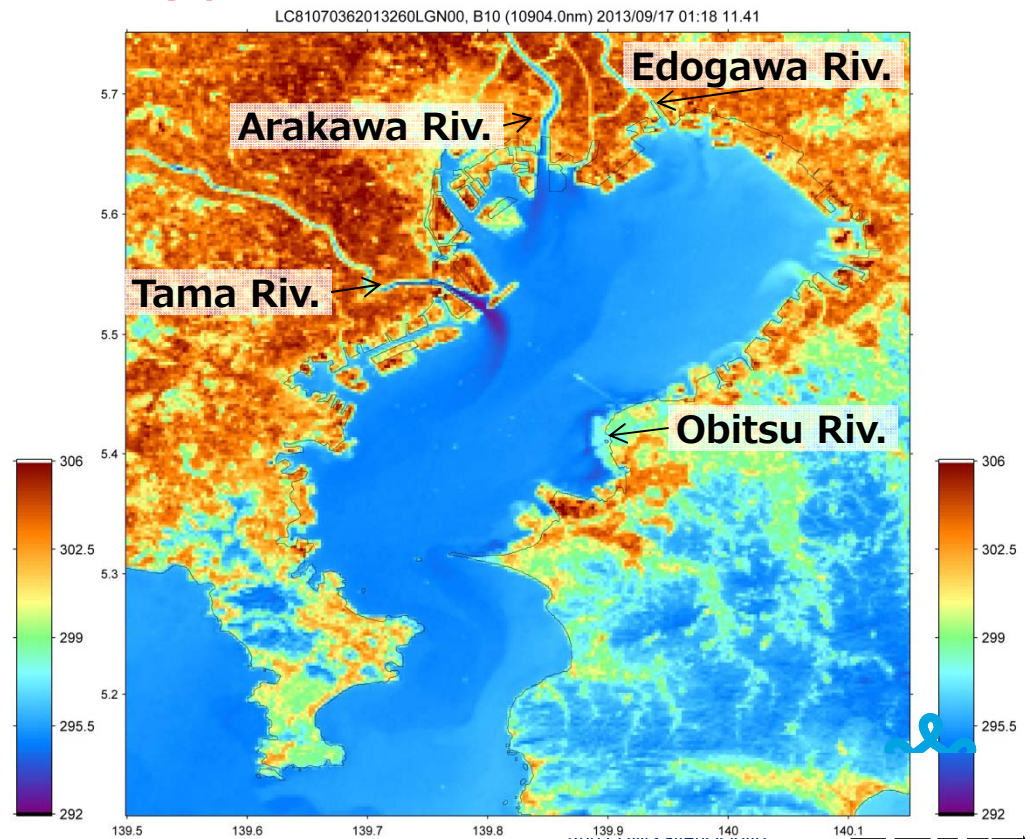 LC81070362013260LGN00, B10 (10904.0nm) 2013/09/17 01:18 11.41
Edogawa Riv.
5.7
Arakawa Riv.
5.6
Tama Riv.
5.5
Obitsu Riv.
5.4
306
306
302.5
302.5
5.3
299
299
5.2
295.5
295.5
292
292
139.5 139.6 139.7 139.8 139.9 140.0 140.1